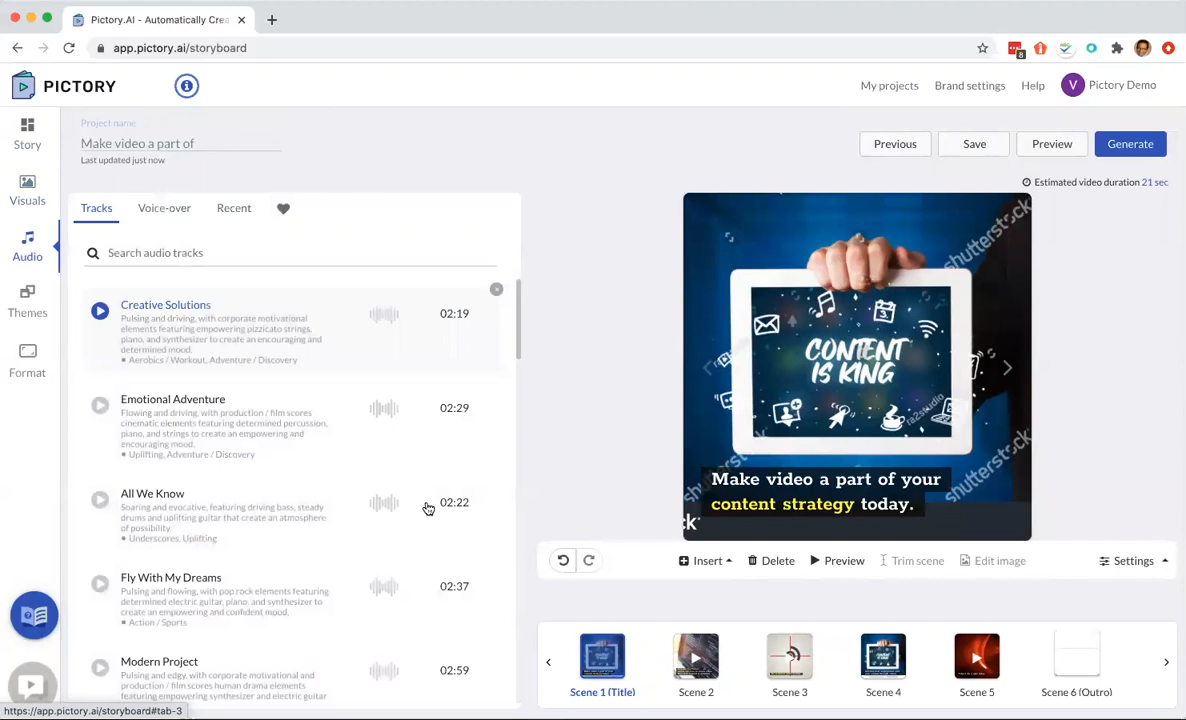 Pictory.AI - Automatically Crea
app.pictory.ai/storyboard
8
PICTORY
My projects
Brand settings
Help
V
Pictory Demo
Project name
Make video a part of
Last updated just now
Previous
Save
Preview
Generate
Estimated video duration 21 sec
Story
Visuals
Audio
Themes
Format
Tracks
Voice-over
Recent
Search audio tracks
Creative Solutions
Pulsing and driving, with corporate motivational
elements featuring empowering pizzicato strings,
piano, and synthesizer to create an encouraging and
determined mood.
• Aerobics / Workout, Adventure / Discovery
02:19
Emotional Adventure
Flowing and driving, with production / film scores
cinematic elements featuring determined percussion,
piano, and strings to create an empowering and
encouraging mood.
• Uplifting, Adventure / Discovery
02:29
All We Know
Soaring and evocative, featuring driving bass, steady
drums and uplifting guitar that create an atmosphere
of possibility.
• Underscores, Uplifting
02:22
Fly With My Dreams
Pulsing and flowing, with pop rock elements featuring
determined electric guitar, piano, and synthesizer to
create an empowering and confident mood.
• Action / Sports
02:37
Modern Project
Pulsing and edgy, with corporate motivational and
production / film scores human drama elements
featuring empowering synthesizer and electric guitar
02:59
shutterstock
CONTENT
IS KING
ra2studio
shutterstock
Make video a part of your
content strategy today.
ck
Insert
Delete
Preview
Trim scene
Edit image
Settings
Scene 1 (Title)
Scene 2
Scene 3
Scene 4
Scene 5
Scene 6 (Outro)
https://app.pictory.ai/storyboard#tab-3